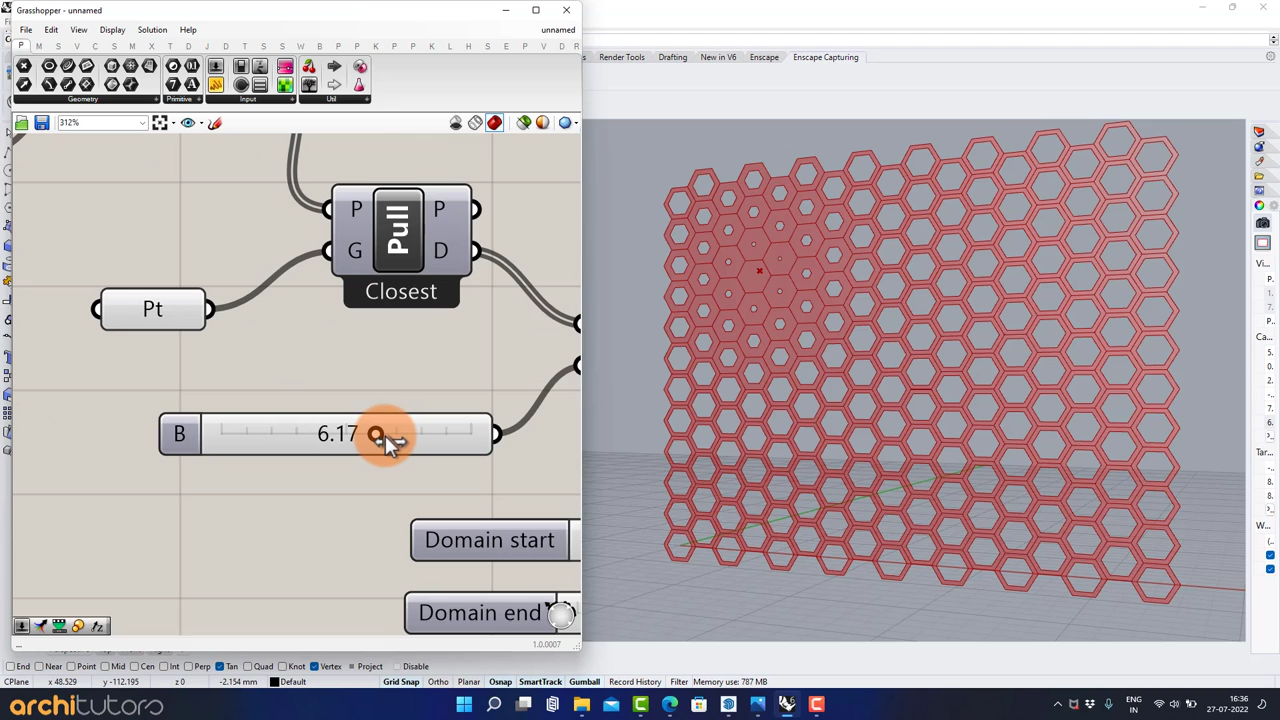 Grasshopper - unnamed
File Edit View Display Solution Help
unnamed
P M S V C S M X T D J C D S S B P P K P K L H S E P V D R
Geometry Primitive Input Util
312%
Render Tools Drafting New in V6 Enscape Enscape Capturing
P Pull P
G D
Closest
Pt
B 6.17
Domain start
Domain end
... 1.0.0007
End Near Point Mid Cen Int Perp Tan Quad Knot Vertex Project Disable
CPlane x 48.529 y -112.195 z 0 -2.154 mm Default Grid Snap Ortho Planar Osnap SmartTrack Gumball Record History Filter Memory use: 787 MB
architutors
ENG
IN
16:36
27-07-2022
Vi...
Ca...
Tar...
W...